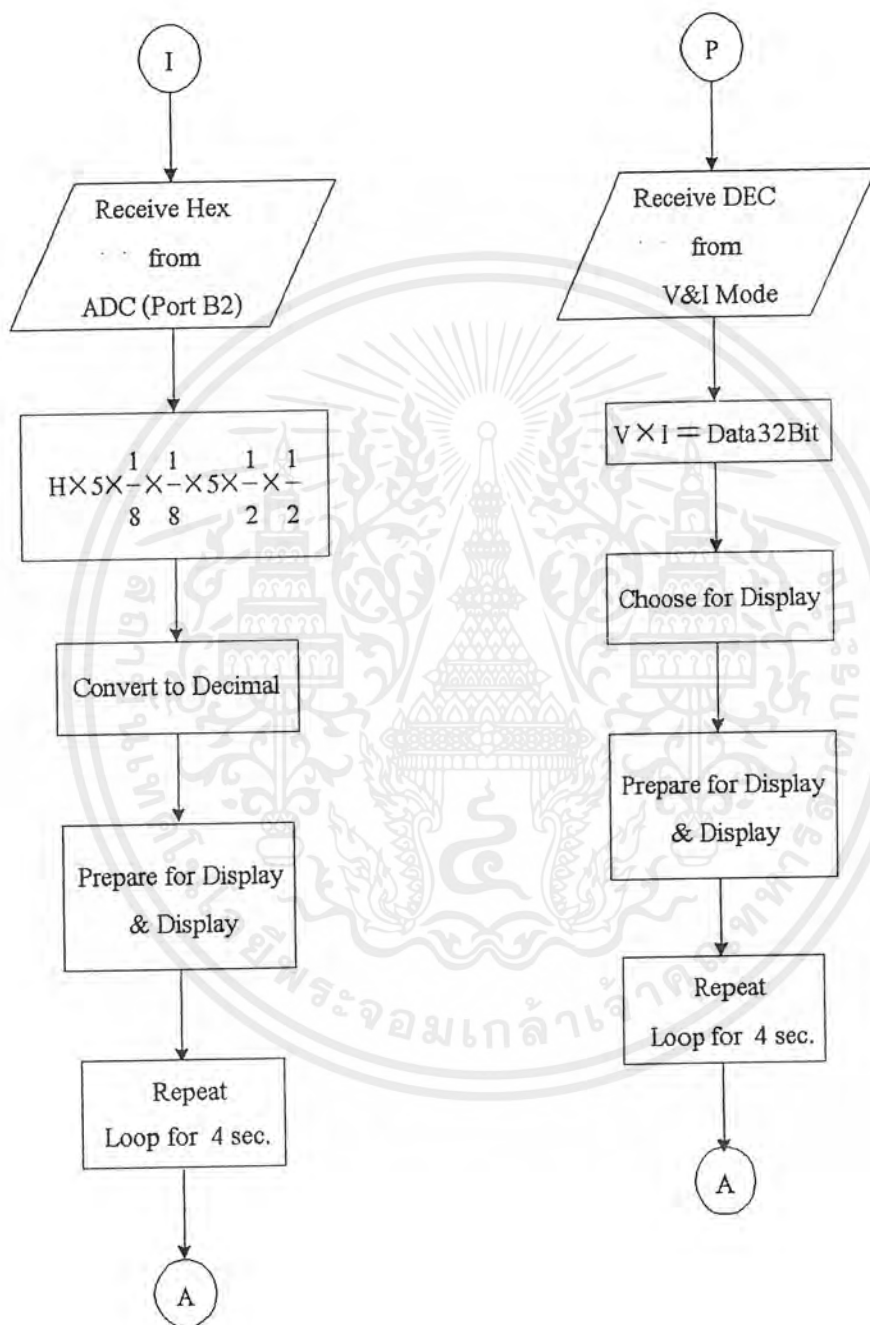 I
Receive Hex
from
ADC (Port B2)
H×5×1/8×1/8×5×1/2×1/2
Convert to Decimal
Prepare for Display
& Display
Repeat
Loop for 4 sec.
A
P
Receive DEC
from
V&I Mode
V×I=Data32Bit
Choose for Display
Prepare for Display
& Display
Repeat
Loop for 4 sec.
A